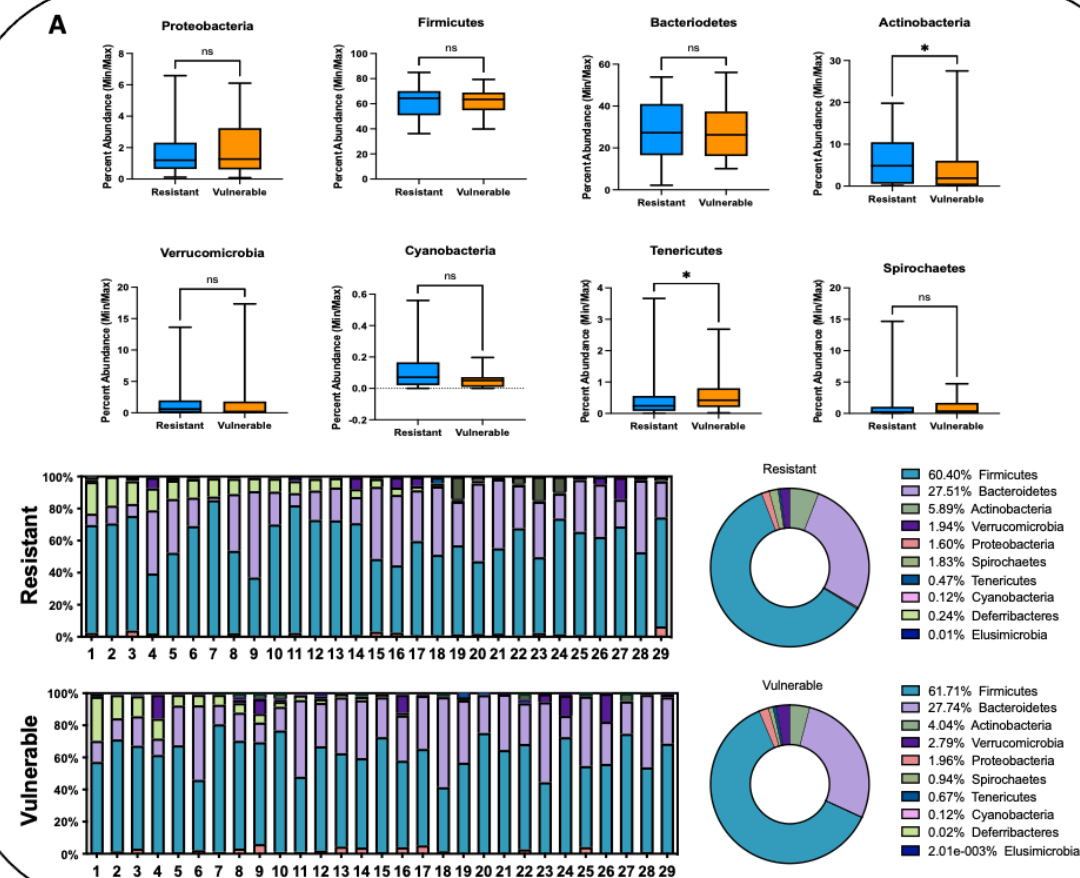 A
Proteobacteria
Percent Abundance (Min/Max)
8
6
4
2
0
ns
Resistant Vulnerable
Firmicutes
Percent Abundance (Min/Max)
100
80
60
40
20
0
ns
Resistant Vulnerable
Bacteriodetes
Percent Abundance (Min/Max)
60
40
20
0
ns
Resistant Vulnerable
Actinobacteria
Percent Abundance (Min/Max)
30
20
10
0
*
Resistant Vulnerable
Verrucomicrobia
Percent Abundance (Min/Max)
20
15
10
5
0
ns
Resistant Vulnerable
Cyanobacteria
Percent Abundance (Min/Max)
0.6
0.4
0.2
0.0
-0.2
ns
Resistant Vulnerable
Tenericutes
Percent Abundance (Min/Max)
4
3
2
1
0
*
Resistant Vulnerable
Spirochaetes
Percent Abundance (Min/Max)
20
15
10
5
0
ns
Resistant Vulnerable
Resistant
100%
80%
60%
40%
20%
0%
1 2 3 4 5 6 7 8 9 10 11 12 13 14 15 16 17 18 19 20 21 22 23 24 25 26 27 28 29
Resistant
60.40% Firmicutes
27.51% Bacteroidetes
5.89% Actinobacteria
1.94% Verrucomicrobia
1.60% Proteobacteria
1.83% Spirochaetes
0.47% Tenericutes
0.12% Cyanobacteria
0.24% Deferribacteres
0.01% Elusimicrobia
Vulnerable
100%
80%
60%
40%
20%
0%
1 2 3 4 5 6 7 8 9 10 11 12 13 14 15 16 17 18 19 20 21 22 23 24 25 26 27 28 29
Vulnerable
61.71% Firmicutes
27.74% Bacteroidetes
4.04% Actinobacteria
2.79% Verrucomicrobia
1.96% Proteobacteria
0.94% Spirochaetes
0.67% Tenericutes
0.12% Cyanobacteria
0.02% Deferribacteres
2.01e-003% Elusimicrobia